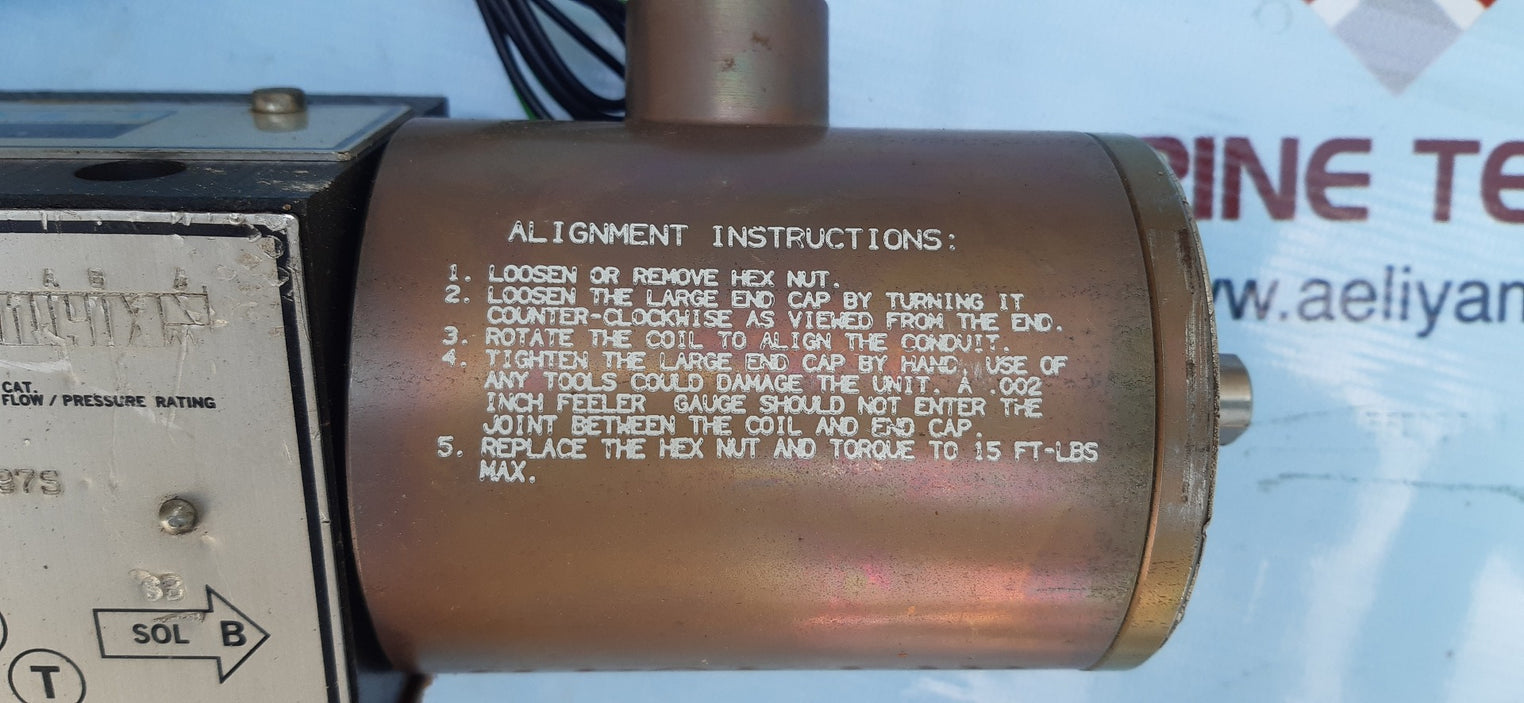 ALIGNMENT INSTRUCTIONS:
1. LOOSEN OR REMOVE HEX NUT.
2. LOOSEN THE LARGE END CAP BY TURNING IT
COUNTER-CLOCKWISE AS VIEWED FROM THE END.
3. ROTATE THE COIL TO ALIGN THE CONDUIT.
4. TIGHTEN THE LARGE END CAP BY HAND. USE OF
ANY TOOLS COULD DAMAGE THE UNIT. A .002
INCH FEELER GAUGE SHOULD NOT ENTER THE
JOINT BETWEEN THE COIL AND END CAP.
5. REPLACE THE HEX NUT AND TORQUE TO 15 FT-LBS
MAX.
A B A
CAT.
FLOW / PRESSURE RATING
97S
SOL B
T
PINE TE
www.aeliyan